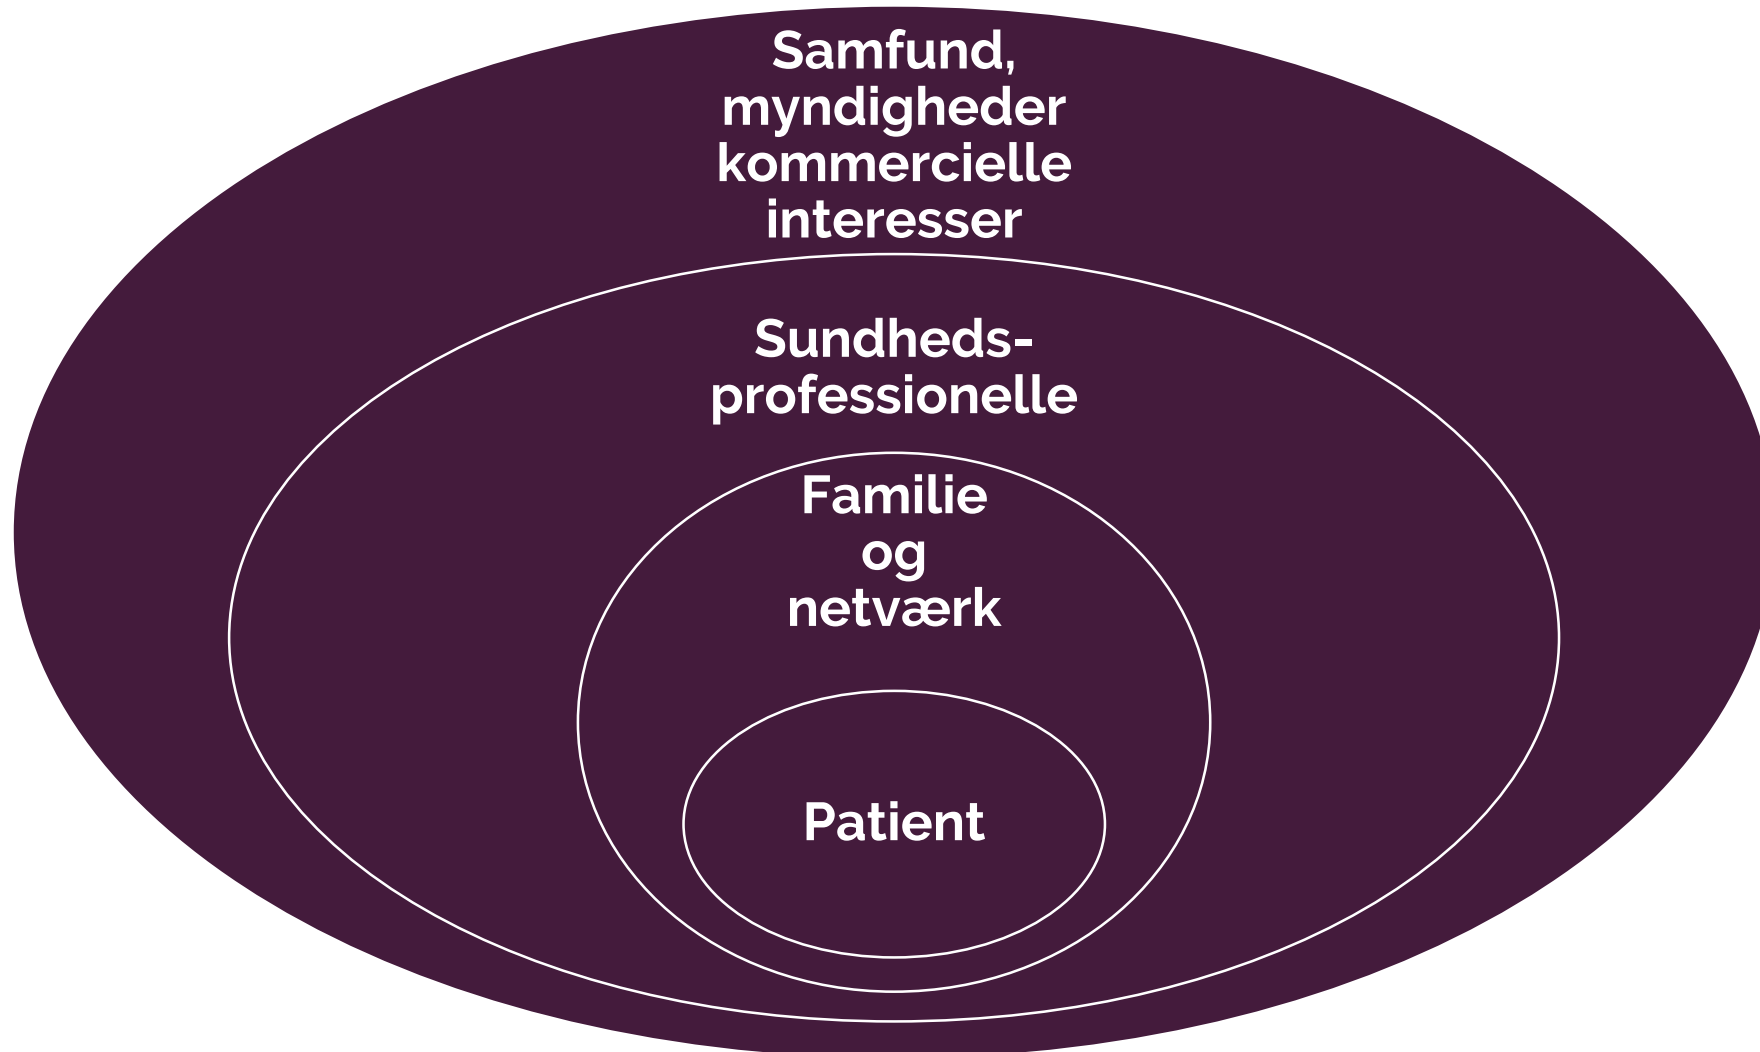 Samfund,
myndigheder
kommercielle
interesser
Sundheds-
professionelle
Familie
og
netværk
Patient